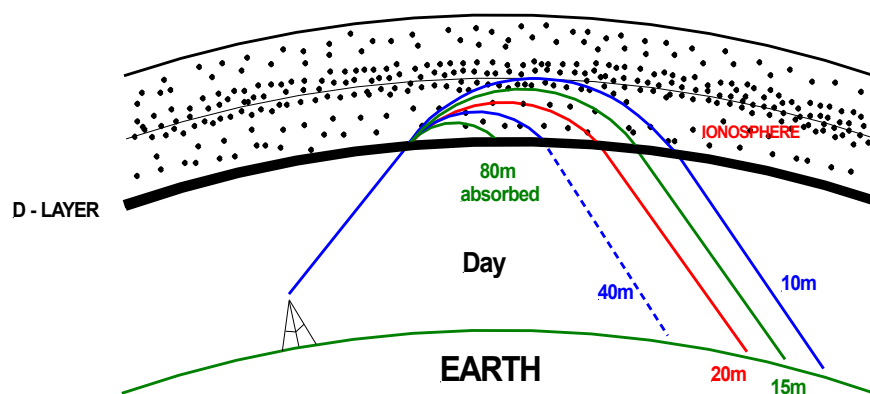 IONOSPHERE
80m
absorbed
D - LAYER
Day
40m
10m
EARTH
20m
15m